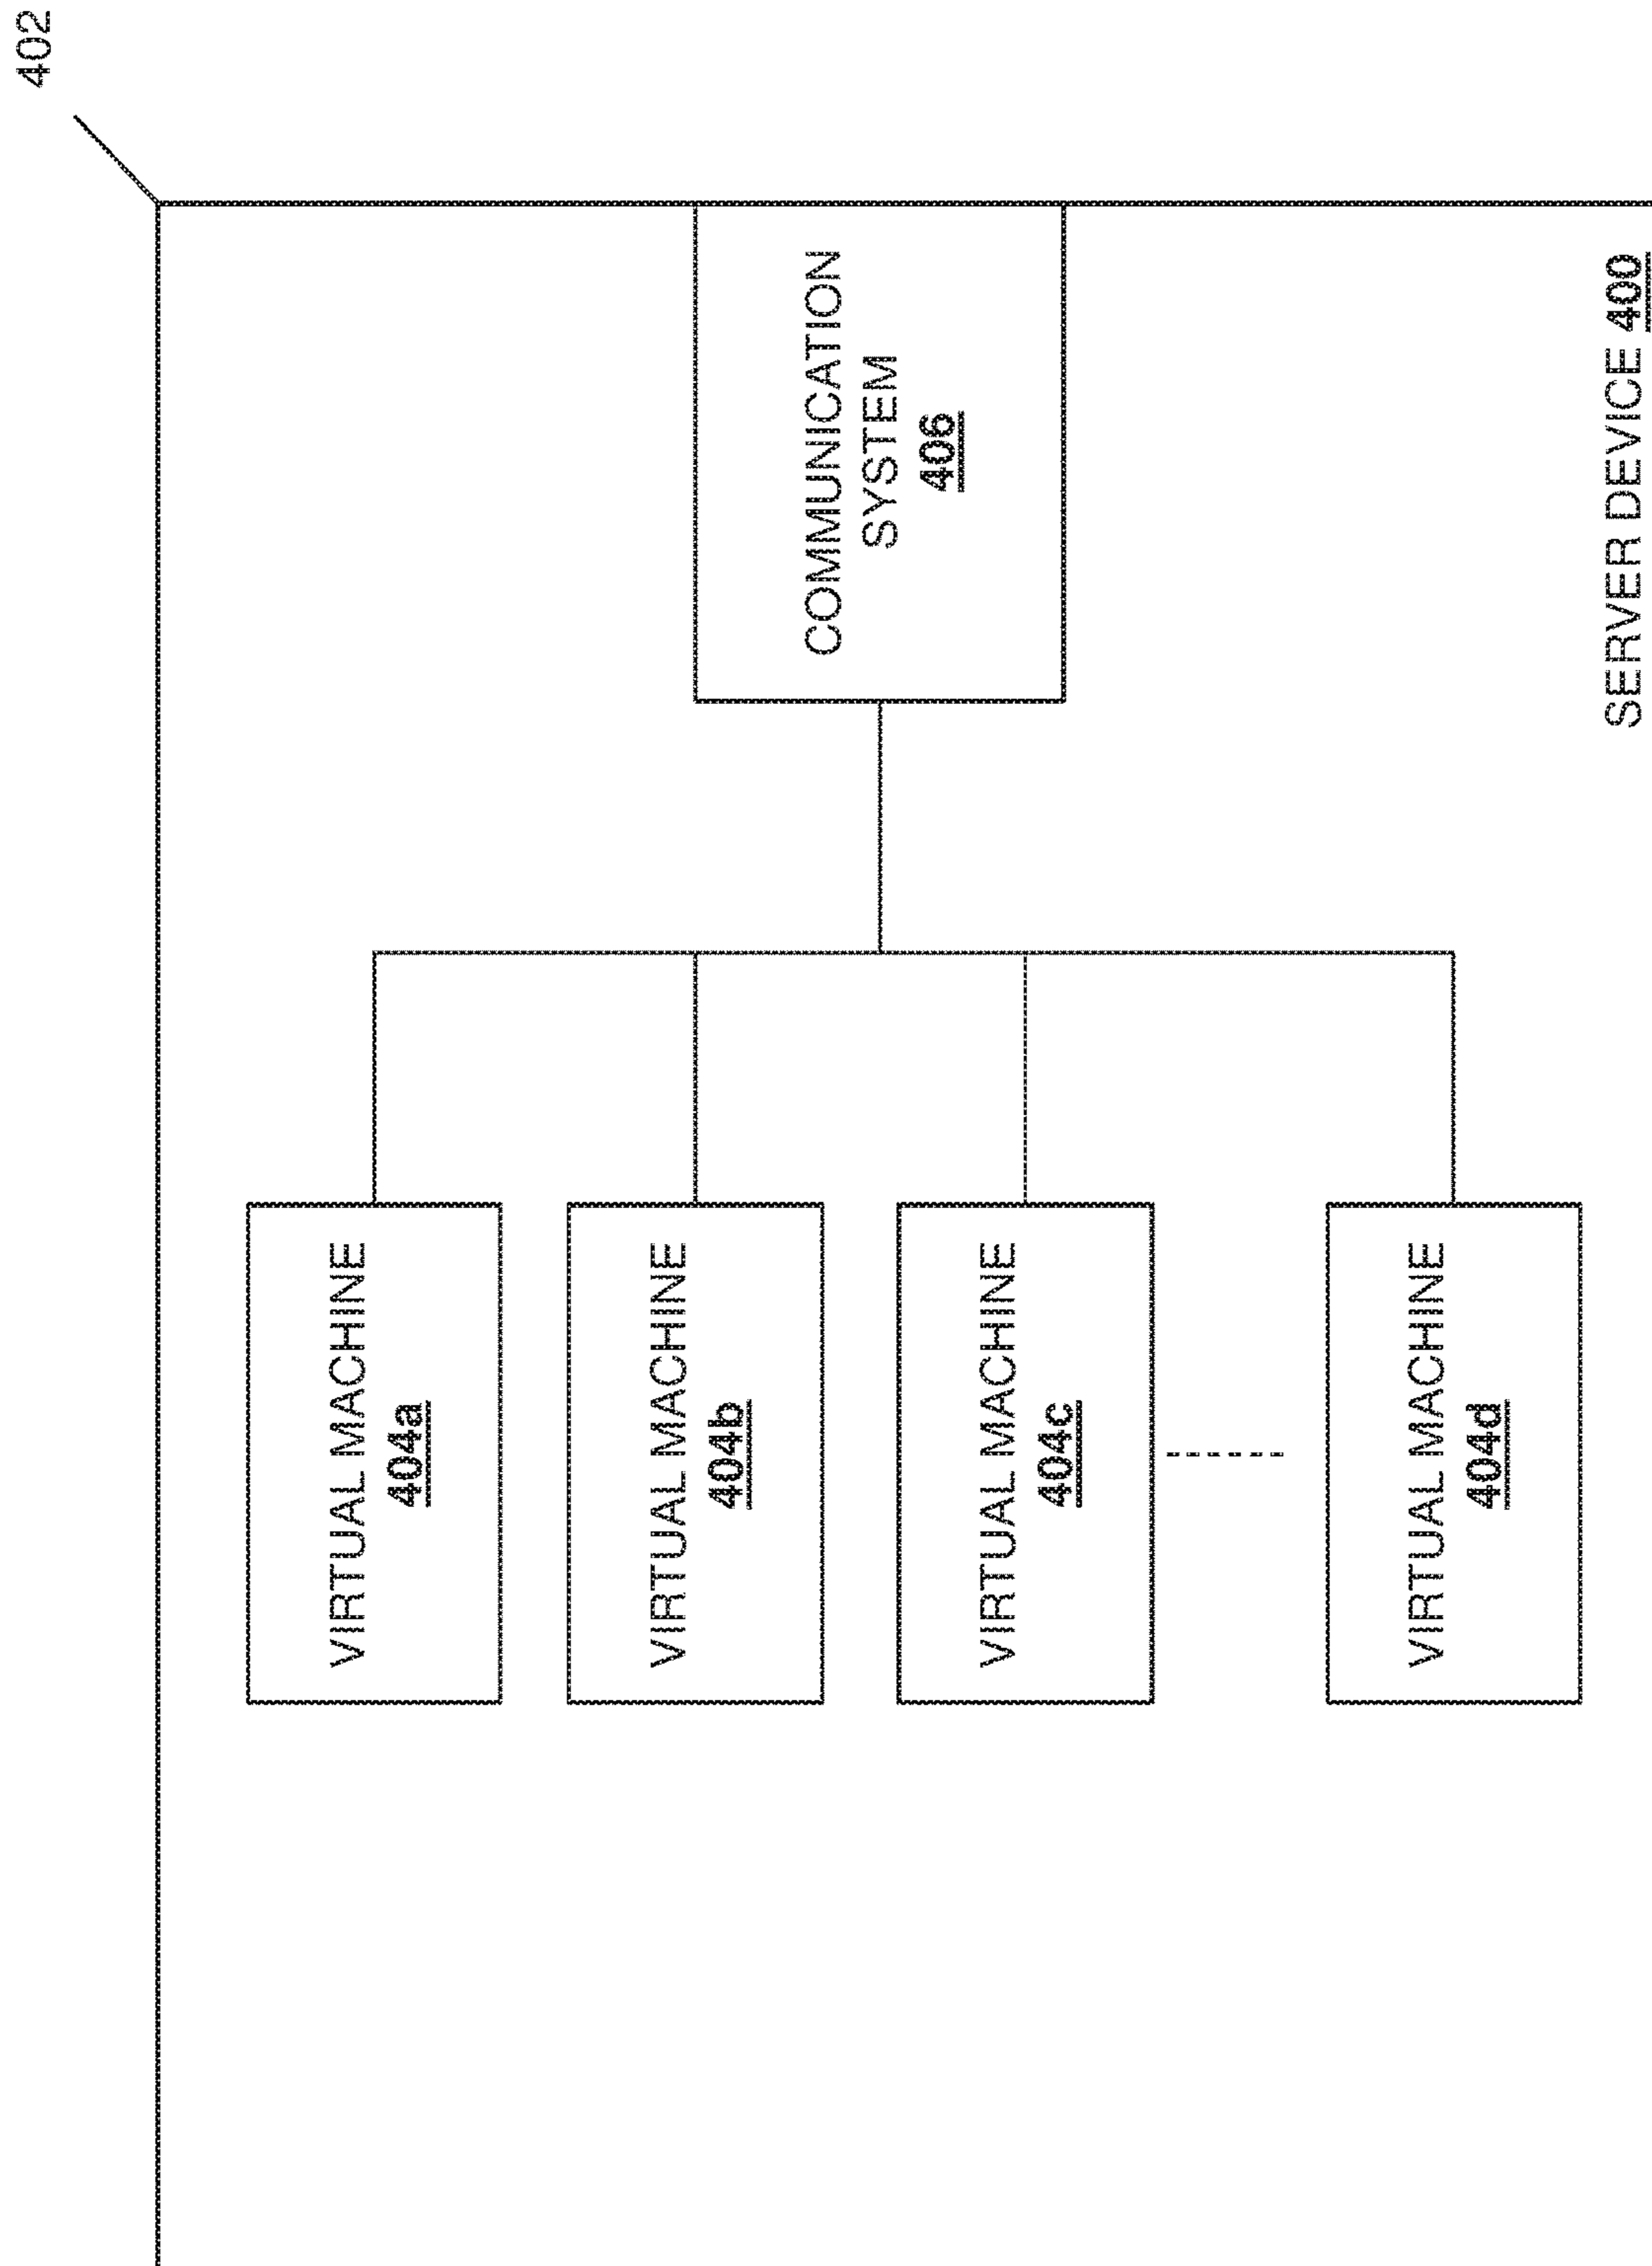 402
VIRTUAL MACHINE
404a
VIRTUAL MACHINE
404b
VIRTUAL MACHINE
404c
VIRTUAL MACHINE
404d
COMMUNICATION
SYSTEM
406
SERVER DEVICE 400